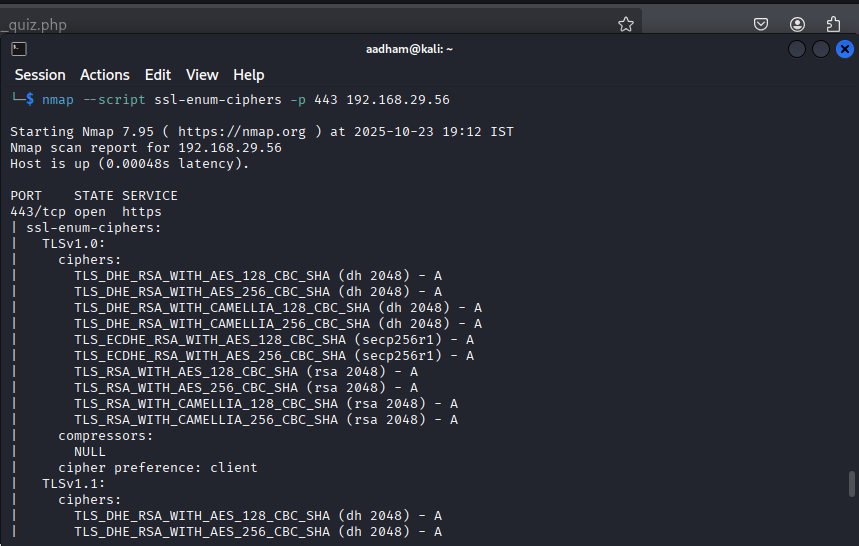 _quiz.php
aadham@kali: ~
Session Actions Edit View Help
└─$ nmap --script ssl-enum-ciphers -p 443 192.168.29.56
Starting Nmap 7.95 ( https://nmap.org ) at 2025-10-23 19:12 IST
Nmap scan report for 192.168.29.56
Host is up (0.00048s latency).
PORT    STATE SERVICE
443/tcp open  https
| ssl-enum-ciphers:
|   TLSv1.0:
|     ciphers:
|       TLS_DHE_RSA_WITH_AES_128_CBC_SHA (dh 2048) - A
|       TLS_DHE_RSA_WITH_AES_256_CBC_SHA (dh 2048) - A
|       TLS_DHE_RSA_WITH_CAMELLIA_128_CBC_SHA (dh 2048) - A
|       TLS_DHE_RSA_WITH_CAMELLIA_256_CBC_SHA (dh 2048) - A
|       TLS_ECDHE_RSA_WITH_AES_128_CBC_SHA (secp256r1) - A
|       TLS_ECDHE_RSA_WITH_AES_256_CBC_SHA (secp256r1) - A
|       TLS_RSA_WITH_AES_128_CBC_SHA (rsa 2048) - A
|       TLS_RSA_WITH_AES_256_CBC_SHA (rsa 2048) - A
|       TLS_RSA_WITH_CAMELLIA_128_CBC_SHA (rsa 2048) - A
|       TLS_RSA_WITH_CAMELLIA_256_CBC_SHA (rsa 2048) - A
|     compressors:
|       NULL
|     cipher preference: client
|   TLSv1.1:
|     ciphers:
|       TLS_DHE_RSA_WITH_AES_128_CBC_SHA (dh 2048) - A
|       TLS_DHE_RSA_WITH_AES_256_CBC_SHA (dh 2048) - A